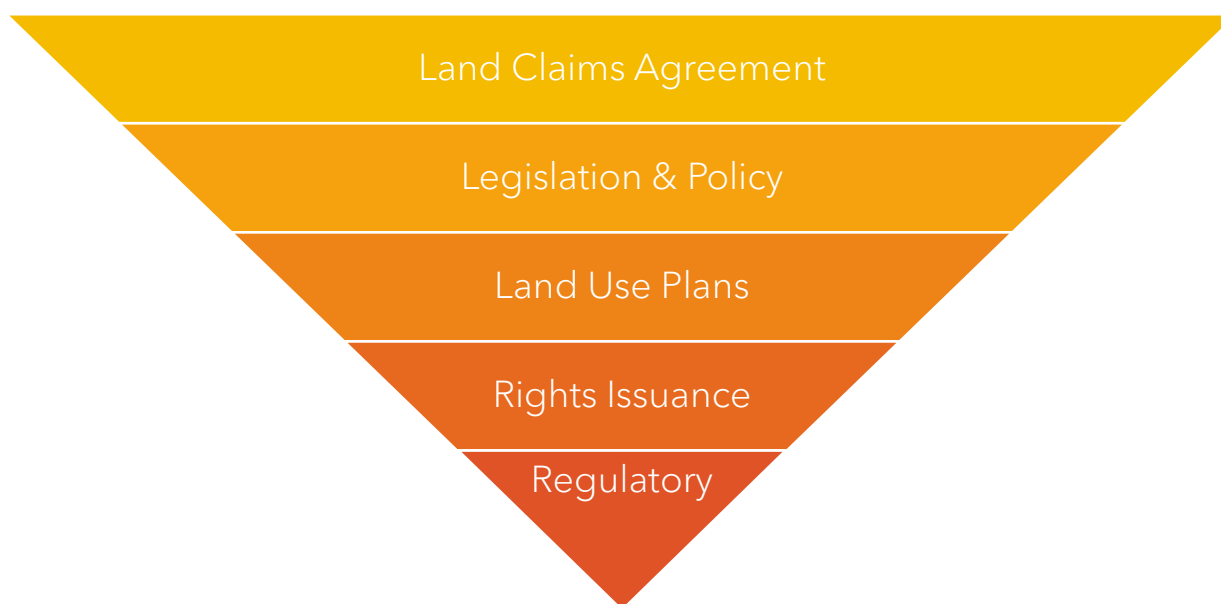 Land Claims Agreement
Legislation & Policy
Land Use Plans
Rights Issuance
Regulatory